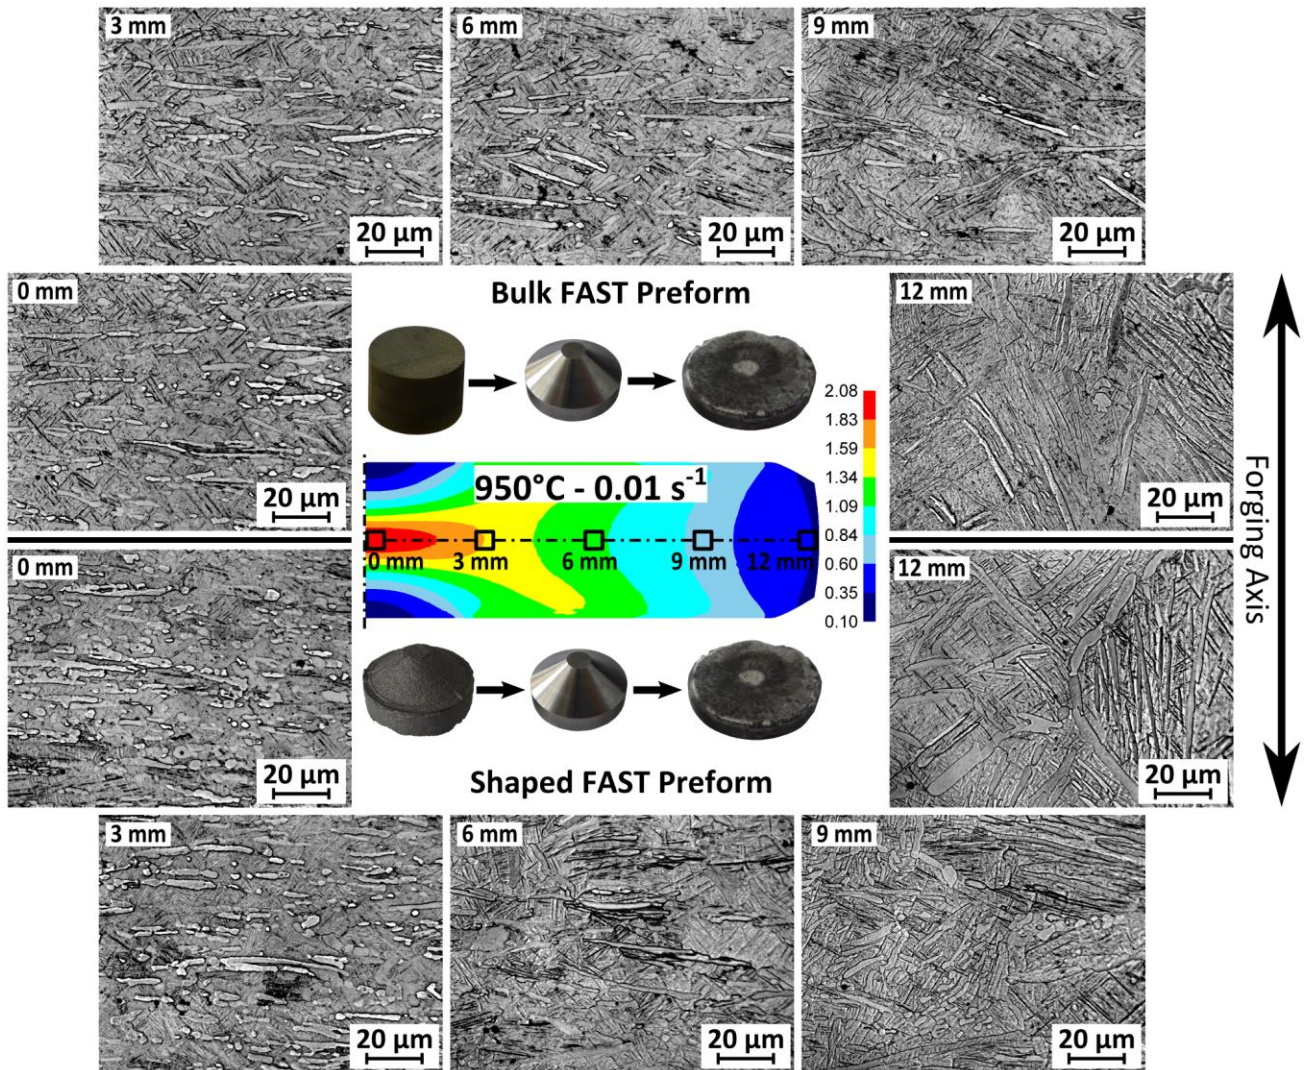 3 mm
20 µm
6 mm
20 µm
9 mm
20 µm
0 mm
20 µm
Bulk FAST Preform
12 mm
20 µm
950°C - 0.01 s⁻¹
0 mm
3 mm
6 mm
9 mm
12 mm
2.08
1.83
1.59
1.34
1.09
0.84
0.60
0.35
0.10
Forging Axis
0 mm
20 µm
Shaped FAST Preform
12 mm
20 µm
3 mm
20 µm
6 mm
20 µm
9 mm
20 µm